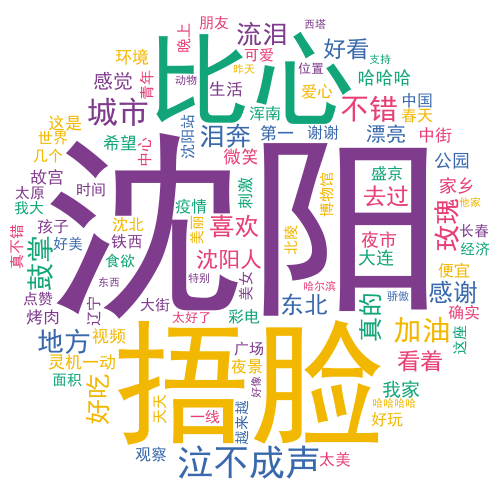 西塔
朋友
晚上
流泪
比心
可爱
好看
支持
环境
昨天
位置
哈哈哈
感觉
动物
青年
生活
爱心
中国
城市
沈阳站
浑南
不错
春天
这是
泪奔
第一
谢谢
漂亮
中街
世界
希望
中心
微笑
公园
几个
故宫
盛京
家乡
太原
时间
刺激
博物馆
去过
其他家
我大
疫情
玫瑰
沈阳
孩子
沈北
美丽
喜欢
北陵
夜市
长春
真不错
鼓掌
好美
铁西
大连
经济
食欲
沈阳人
便宜
点赞
东西
特别
美女
哈尔滨
骄傲
感谢
辽宁
大街
东北
真的
确实
烤肉
太好了
彩电
加油
这座
地方
视频
捂脸
广场
看着
灵机一动
夜景
面积
好吃
好像
我家
天天
一线
越来越
哈哈哈哈
好玩
观察
泣不成声
太美